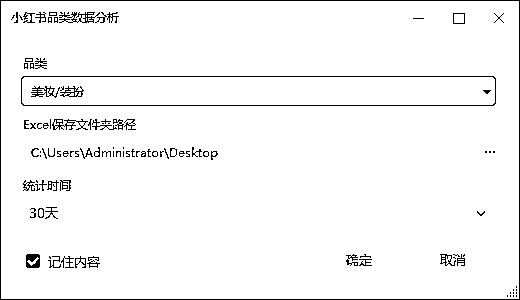 小红书品类数据分析
品类
美妆/装扮
Excel保存文件夹路径
C:\Users\Administrator\Desktop
...
统计时间
30天
记住内容
确定
取消